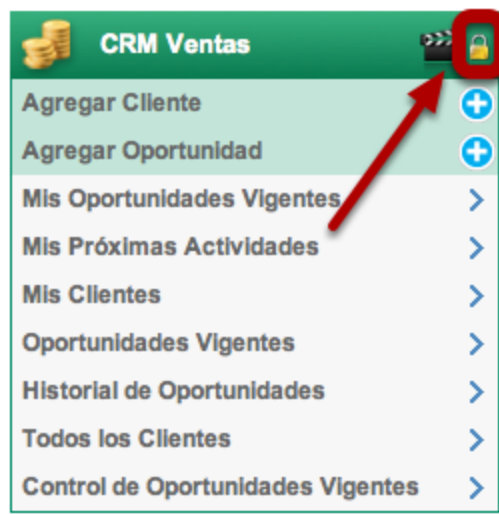 CRM Ventas
Agregar Cliente
Agregar Oportunidad
Mis Oportunidades Vigentes
Mis Próximas Actividades
Mis Clientes
Oportunidades Vigentes
Historial de Oportunidades
Todos los Clientes
Control de Oportunidades Vigentes